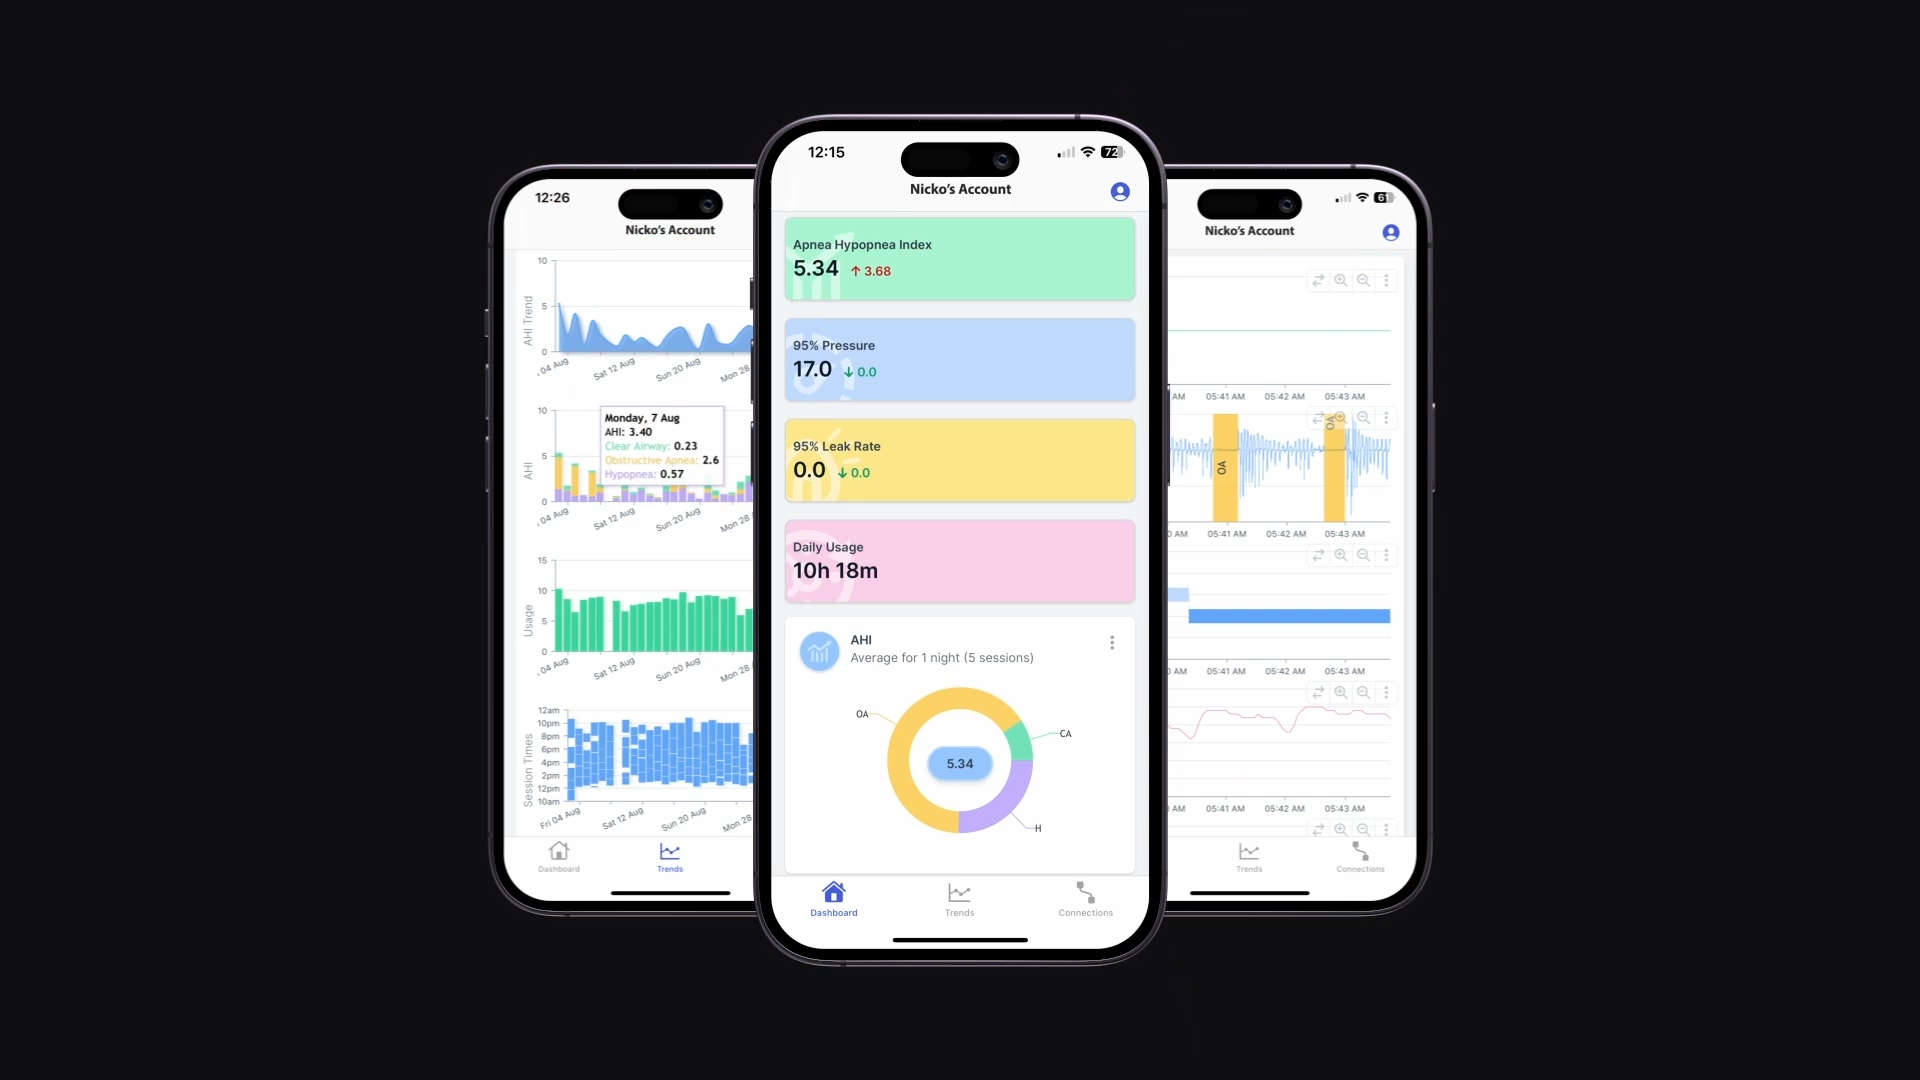 12:26
Nicko's Account
10
5
0
AHI Trend
04 Aug
Sat 12 Aug
Sun 20 Aug
Mon 28
10
5
0
AHI
Monday, 7 Aug
AHI: 3.40
Clear Airway: 0.23
Obstructive Apnea: 2.6
Hypopnea: 0.57
04 Aug
Sat 12 Aug
Sun 20 Aug
Mon 28
15
10
5
0
Usage
04 Aug
Sat 12 Aug
Sun 20 Aug
Mon 28
12am
10pm
8pm
6pm
4pm
2pm
12pm
10am
Session Times
Fri 04 Aug
Sat 12 Aug
Sun 20 Aug
Mon 28
Dashboard
Trends
12:15
72
Nicko's Account
Apnea Hypopnea Index
5.34 ↑ 3.68
95% Pressure
17.0 ↓ 0.0
95% Leak Rate
0.0 ↓ 0.0
Daily Usage
10h 18m
AHI
Average for 1 night (5 sessions)
OA
CA
5.34
H
Dashboard Trends Connections
61
Nicko's Account
AM 05:41 AM 05:42 AM 05:43 AM
OA
OA
0 AM 05:41 AM 05:42 AM 05:43 AM
0 AM 05:41 AM 05:42 AM 05:43 AM
AM 05:41 AM 05:42 AM 05:43 AM
Trends Connections